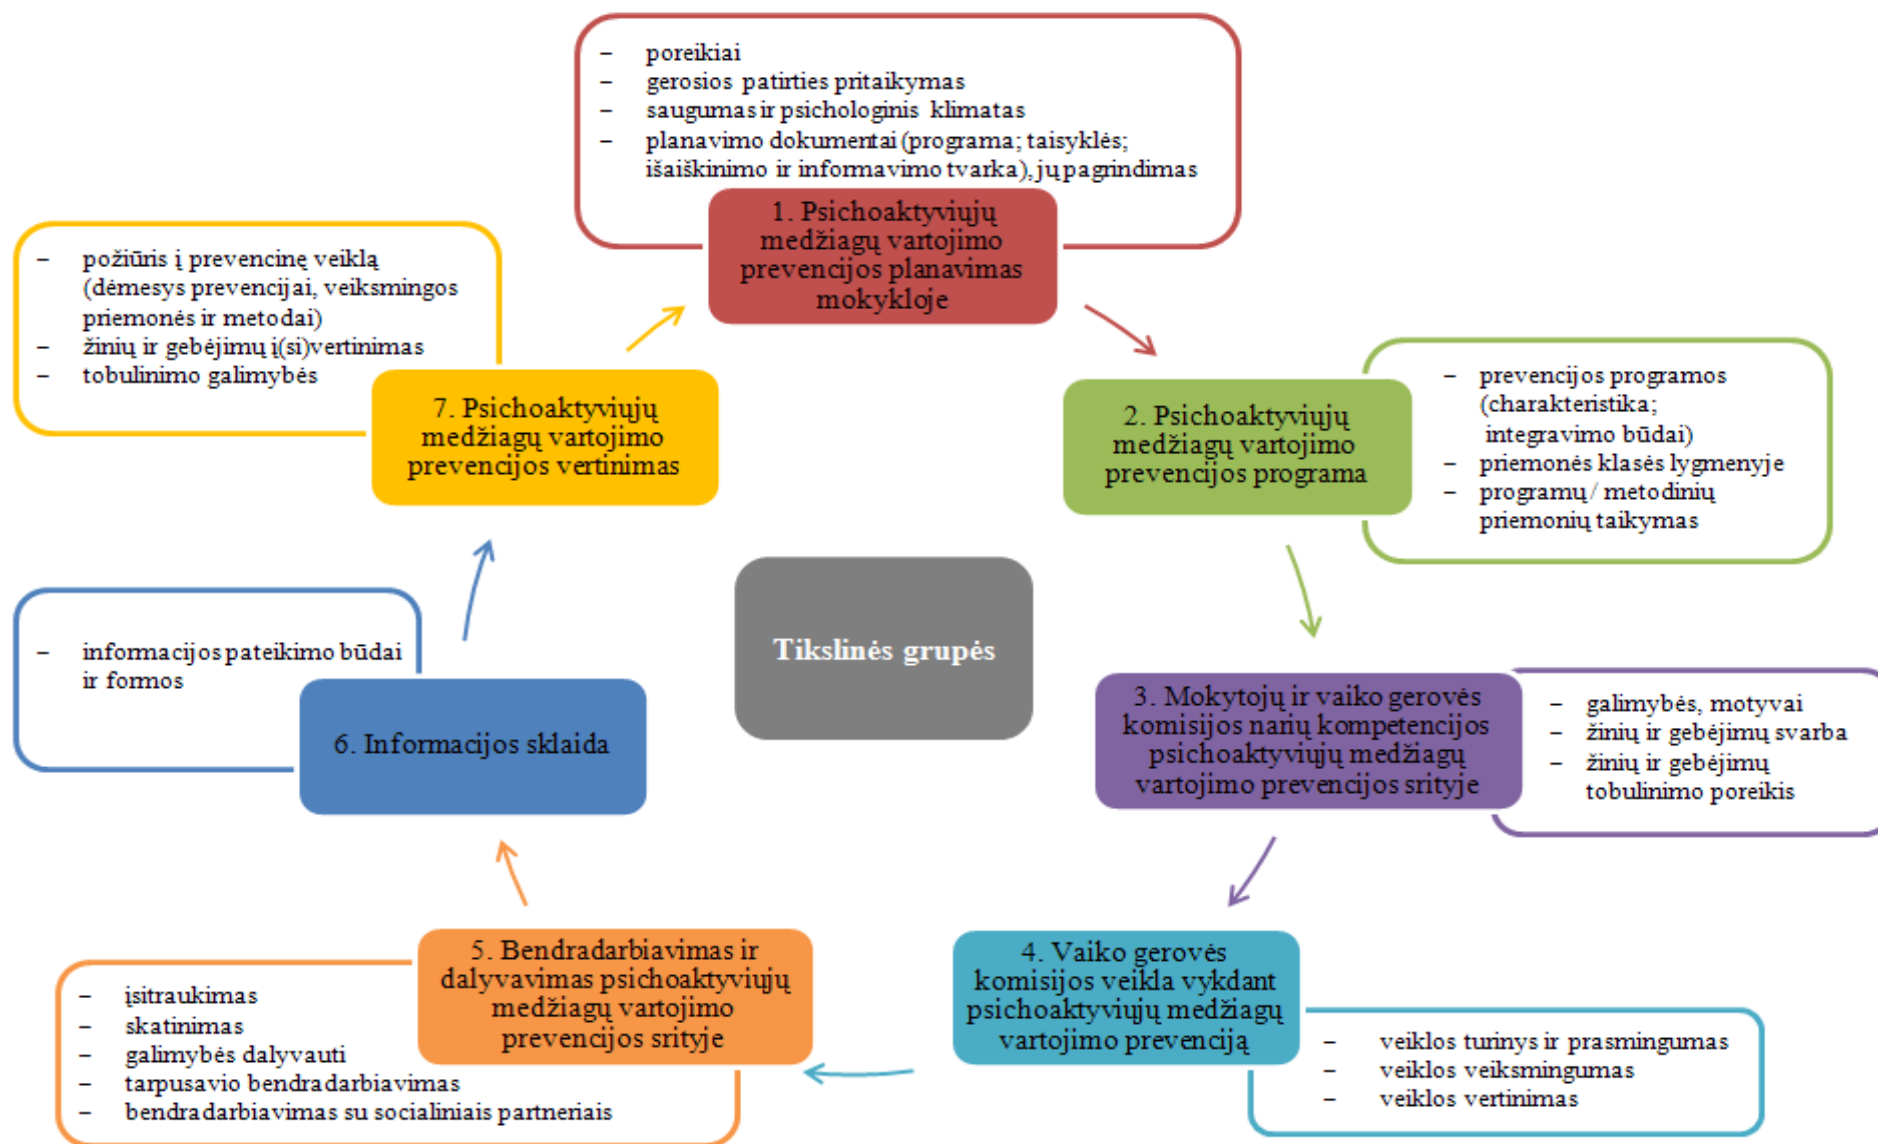 – poreikiai
– gerosios patirties pritaikymas
– saugumas ir psichologinis klimatas
– planavimo dokumentai (programa; taisyklės;
išaiškinimo ir informavimo tvarka), jų pagrindimas
1. Psichoaktyviųjų
medžiagų vartojimo
prevencijos planavimas
mokykloje
– prevencijos programos
(charakteristika;
integravimo būdai)
– priemonės klasės lygmenyje
– programų / metodinių
priemonių taikymas
2. Psichoaktyviųjų
medžiagų vartojimo
prevencijos programa
– galimybės, motyvai
– žinių ir gebėjimų svarba
– žinių ir gebėjimų
tobulinimo poreikis
3. Mokytojų ir vaiko gerovės
komisijos narių kompetencijos
psichoaktyviųjų medžiagų
vartojimo prevencijos srityje
4. Vaiko gerovės
komisijos veikla vykdant
psichoaktyviųjų medžiagų
vartojimo prevenciją
– veiklos turinys ir prasmingumas
– veiklos veiksmingumas
– veiklos vertinimas
5. Bendradarbiavimas ir
dalyvavimas psichoaktyviųjų
medžiagų vartojimo
prevencijos srityje
– įsitraukimas
– skatinimas
– galimybės dalyvauti
– tarpusavio bendradarbiavimas
– bendradarbiavimas su socialiniais partneriais
– informacijos pateikimo būdai
ir formos
6. Informacijos sklaida
– požiūris į prevencinę veiklą
(dėmesys prevencijai, veiksmingos
priemonės ir metodai)
– žinių ir gebėjimų į(si)vertinimas
– tobulinimo galimybės
7. Psichoaktyviųjų
medžiagų vartojimo
prevencijos vertinimas
Tikslinės grupės